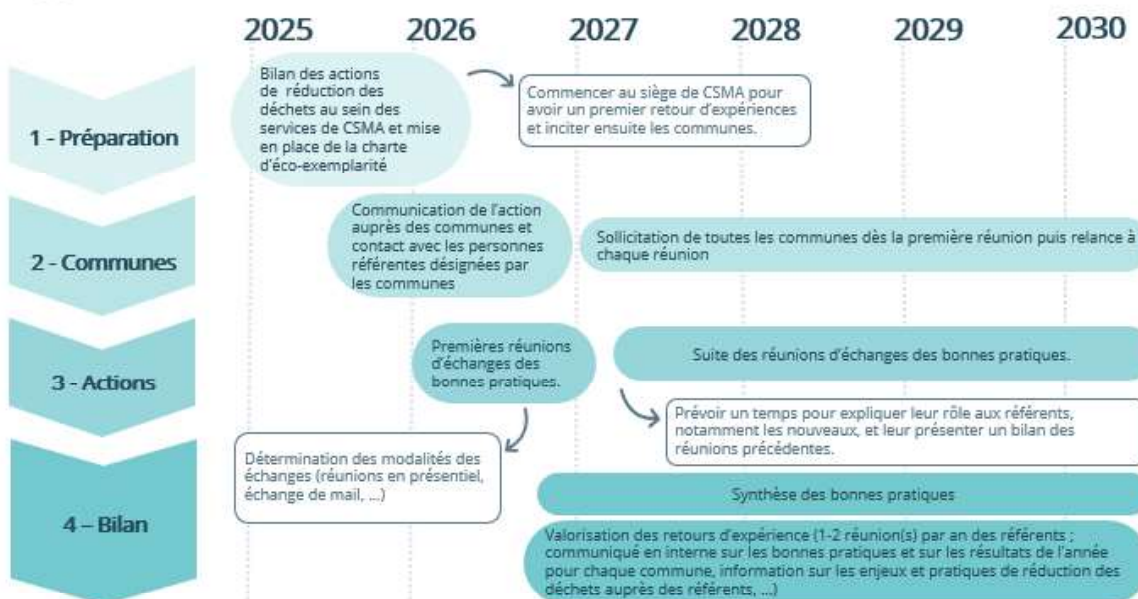 2025 2026 2027 2028 2029 2030
1 - Préparation
Bilan des actions
de réduction des
déchets au sein des
services de CSMA et mise
en place de la charte
d'éco-exemplarité
Commencer au siège de CSMA pour
avoir un premier retour d'expériences
et inciter ensuite les communes.
2 - Communes
Communication de l'action
auprès des communes et
contact avec les personnes
référentes désignées par
les communes
Sollicitation de toutes les communes dès la première réunion puis relance à
chaque réunion
3 - Actions
Premières réunions
d'échanges des
bonnes pratiques.
Suite des réunions d'échanges des bonnes pratiques.
Prévoir un temps pour expliquer leur rôle aux référents,
notamment les nouveaux, et leur présenter un bilan des
réunions précédentes.
Détermination des modalités des
échanges (réunions en présentiel,
échange de mail, ...)
4 – Bilan
Synthèse des bonnes pratiques
Valorisation des retours d'expérience (1-2 réunion(s) par an des référents ;
communiqué en interne sur les bonnes pratiques et sur les résultats de l'année
pour chaque commune, information sur les enjeux et pratiques de réduction des
déchets auprès des référents, ...)